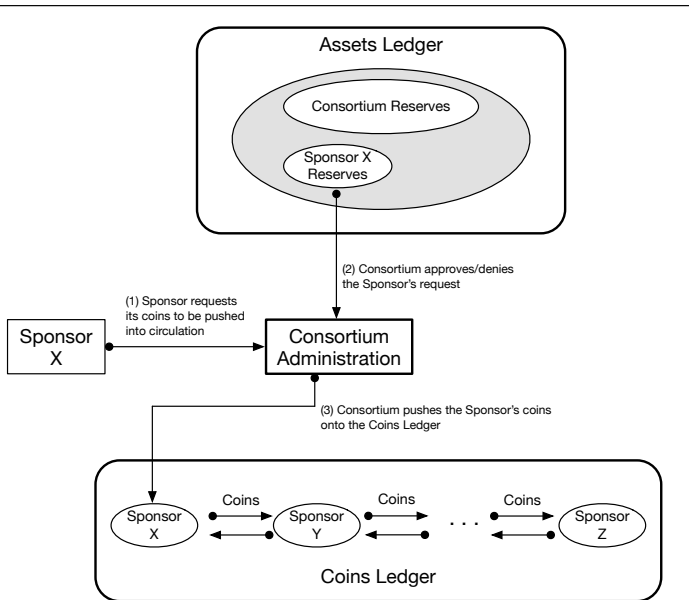 Assets Ledger
Consortium Reserves
Sponsor X
Reserves
(2) Consortium approves/denies
the Sponsor's request
(1) Sponsor requests
its coins to be pushed
into circulation
Sponsor
X
Consortium
Administration
(3) Consortium pushes the Sponsor's coins
onto the Coins Ledger
Sponsor
X
Coins
Sponsor
Y
Coins
. . .
Coins
Sponsor
Z
Coins Ledger